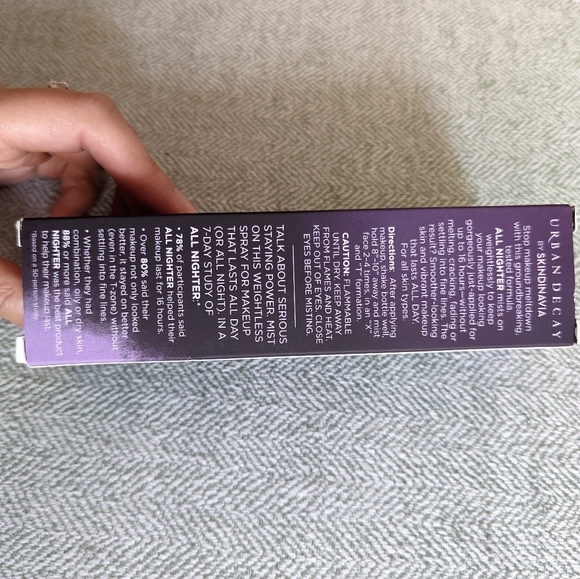 URBAN DECAY
BY SKINDINAVIA
Stop makeup meltdown
with this groundbreaking,
tested formula.
ALL NIGHTER mists on
weightlessly to keep
your makeup looking
gorgeously just-applied for
up to 16 hours—without
melting, cracking, fading or
settling into fine lines. The
result? Smoother-looking
skin and makeup
that lasts ALL DAY.
For all skin types.
Directions: After applying
makeup, shake bottle well,
hold 8"-10" away and mist
face 2-4 times, in an "X"
and "T" formation.
CAUTION: FLAMMABLE
UNTIL DRY. KEEP AWAY
FROM FLAMES AND HEAT.
KEEP OUT OF EYES. CLOSE
EYES BEFORE MISTING.
TALK ABOUT SERIOUS
STAYING POWER. MIST
ON THIS WEIGHTLESS
SPRAY FOR MAKEUP
THAT LASTS ALL DAY
(OR ALL NIGHT). IN A
7-DAY STUDY OF
ALL NIGHTER:*
•78% of participants said
ALL NIGHTER helped their
makeup last for 16 hours.
• Over 80% said their
makeup not only looked
better, it stayed on better
(even in the heat) without
settling into fine lines.
• Whether they had
combination, oily or dry skin,
88% or more said ALL
NIGHTER was a killer product
to help their makeup last.
*Based on a 50 person study.